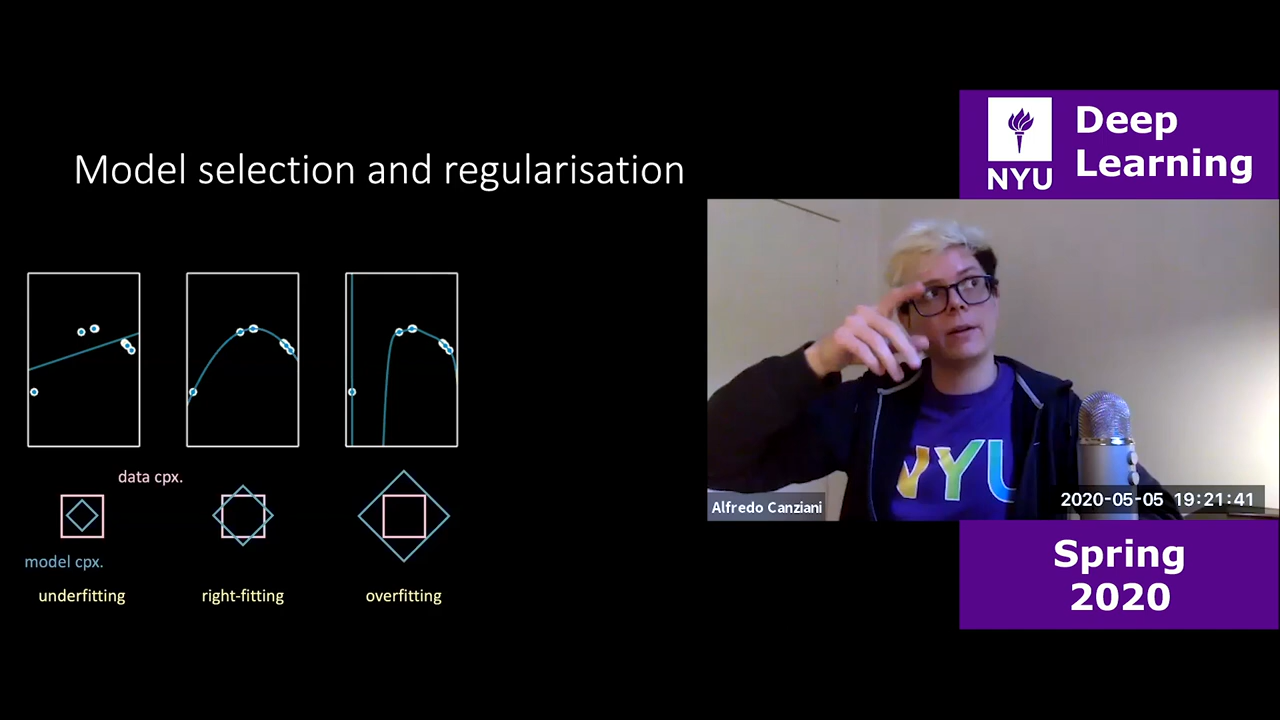 Model selection and regularisation
data cpx.
model cpx.
underfitting
right-fitting
overfitting
NYU
Deep
Learning
NYU
Alfredo Canziani
2020-05-05 19:21:41
Spring
2020